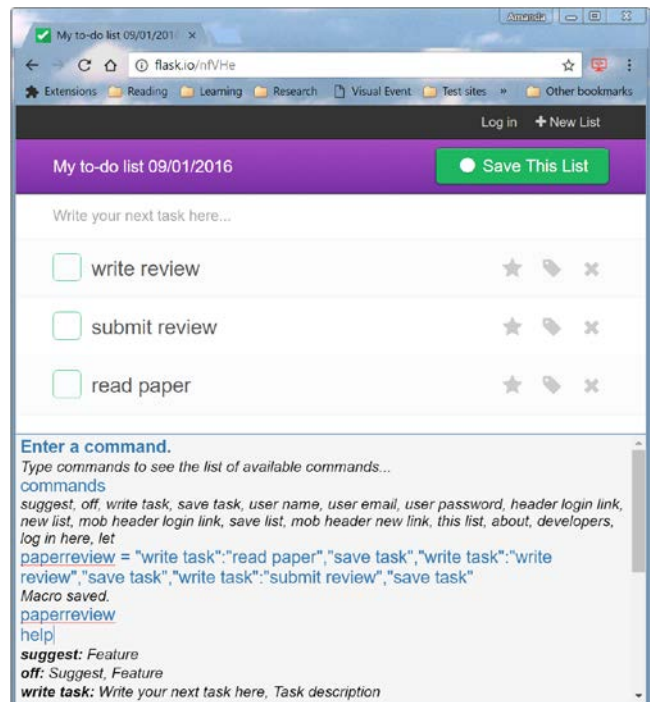 Amanda
My to-do list 09/01/201
flask.io/nfVHe
Extensions Reading Learning Research Visual Event Test sites » Other bookmarks
Log in + New List
My to-do list 09/01/2016 Save This List
Write your next task here...
write review
submit review
read paper
Enter a command.
Type commands to see the list of available commands...
commands
suggest, off, write task, save task, user name, user email, user password, header login link,
new list, mob header login link, save list, mob header new link, this list, about, developers,
log in here, let
paperreview = "write task":"read paper","save task","write task":"write
review","save task","write task":"submit review","save task"
Macro saved.
paperreview
help
suggest: Feature
off: Suggest, Feature
write task: Write your next task here, Task description